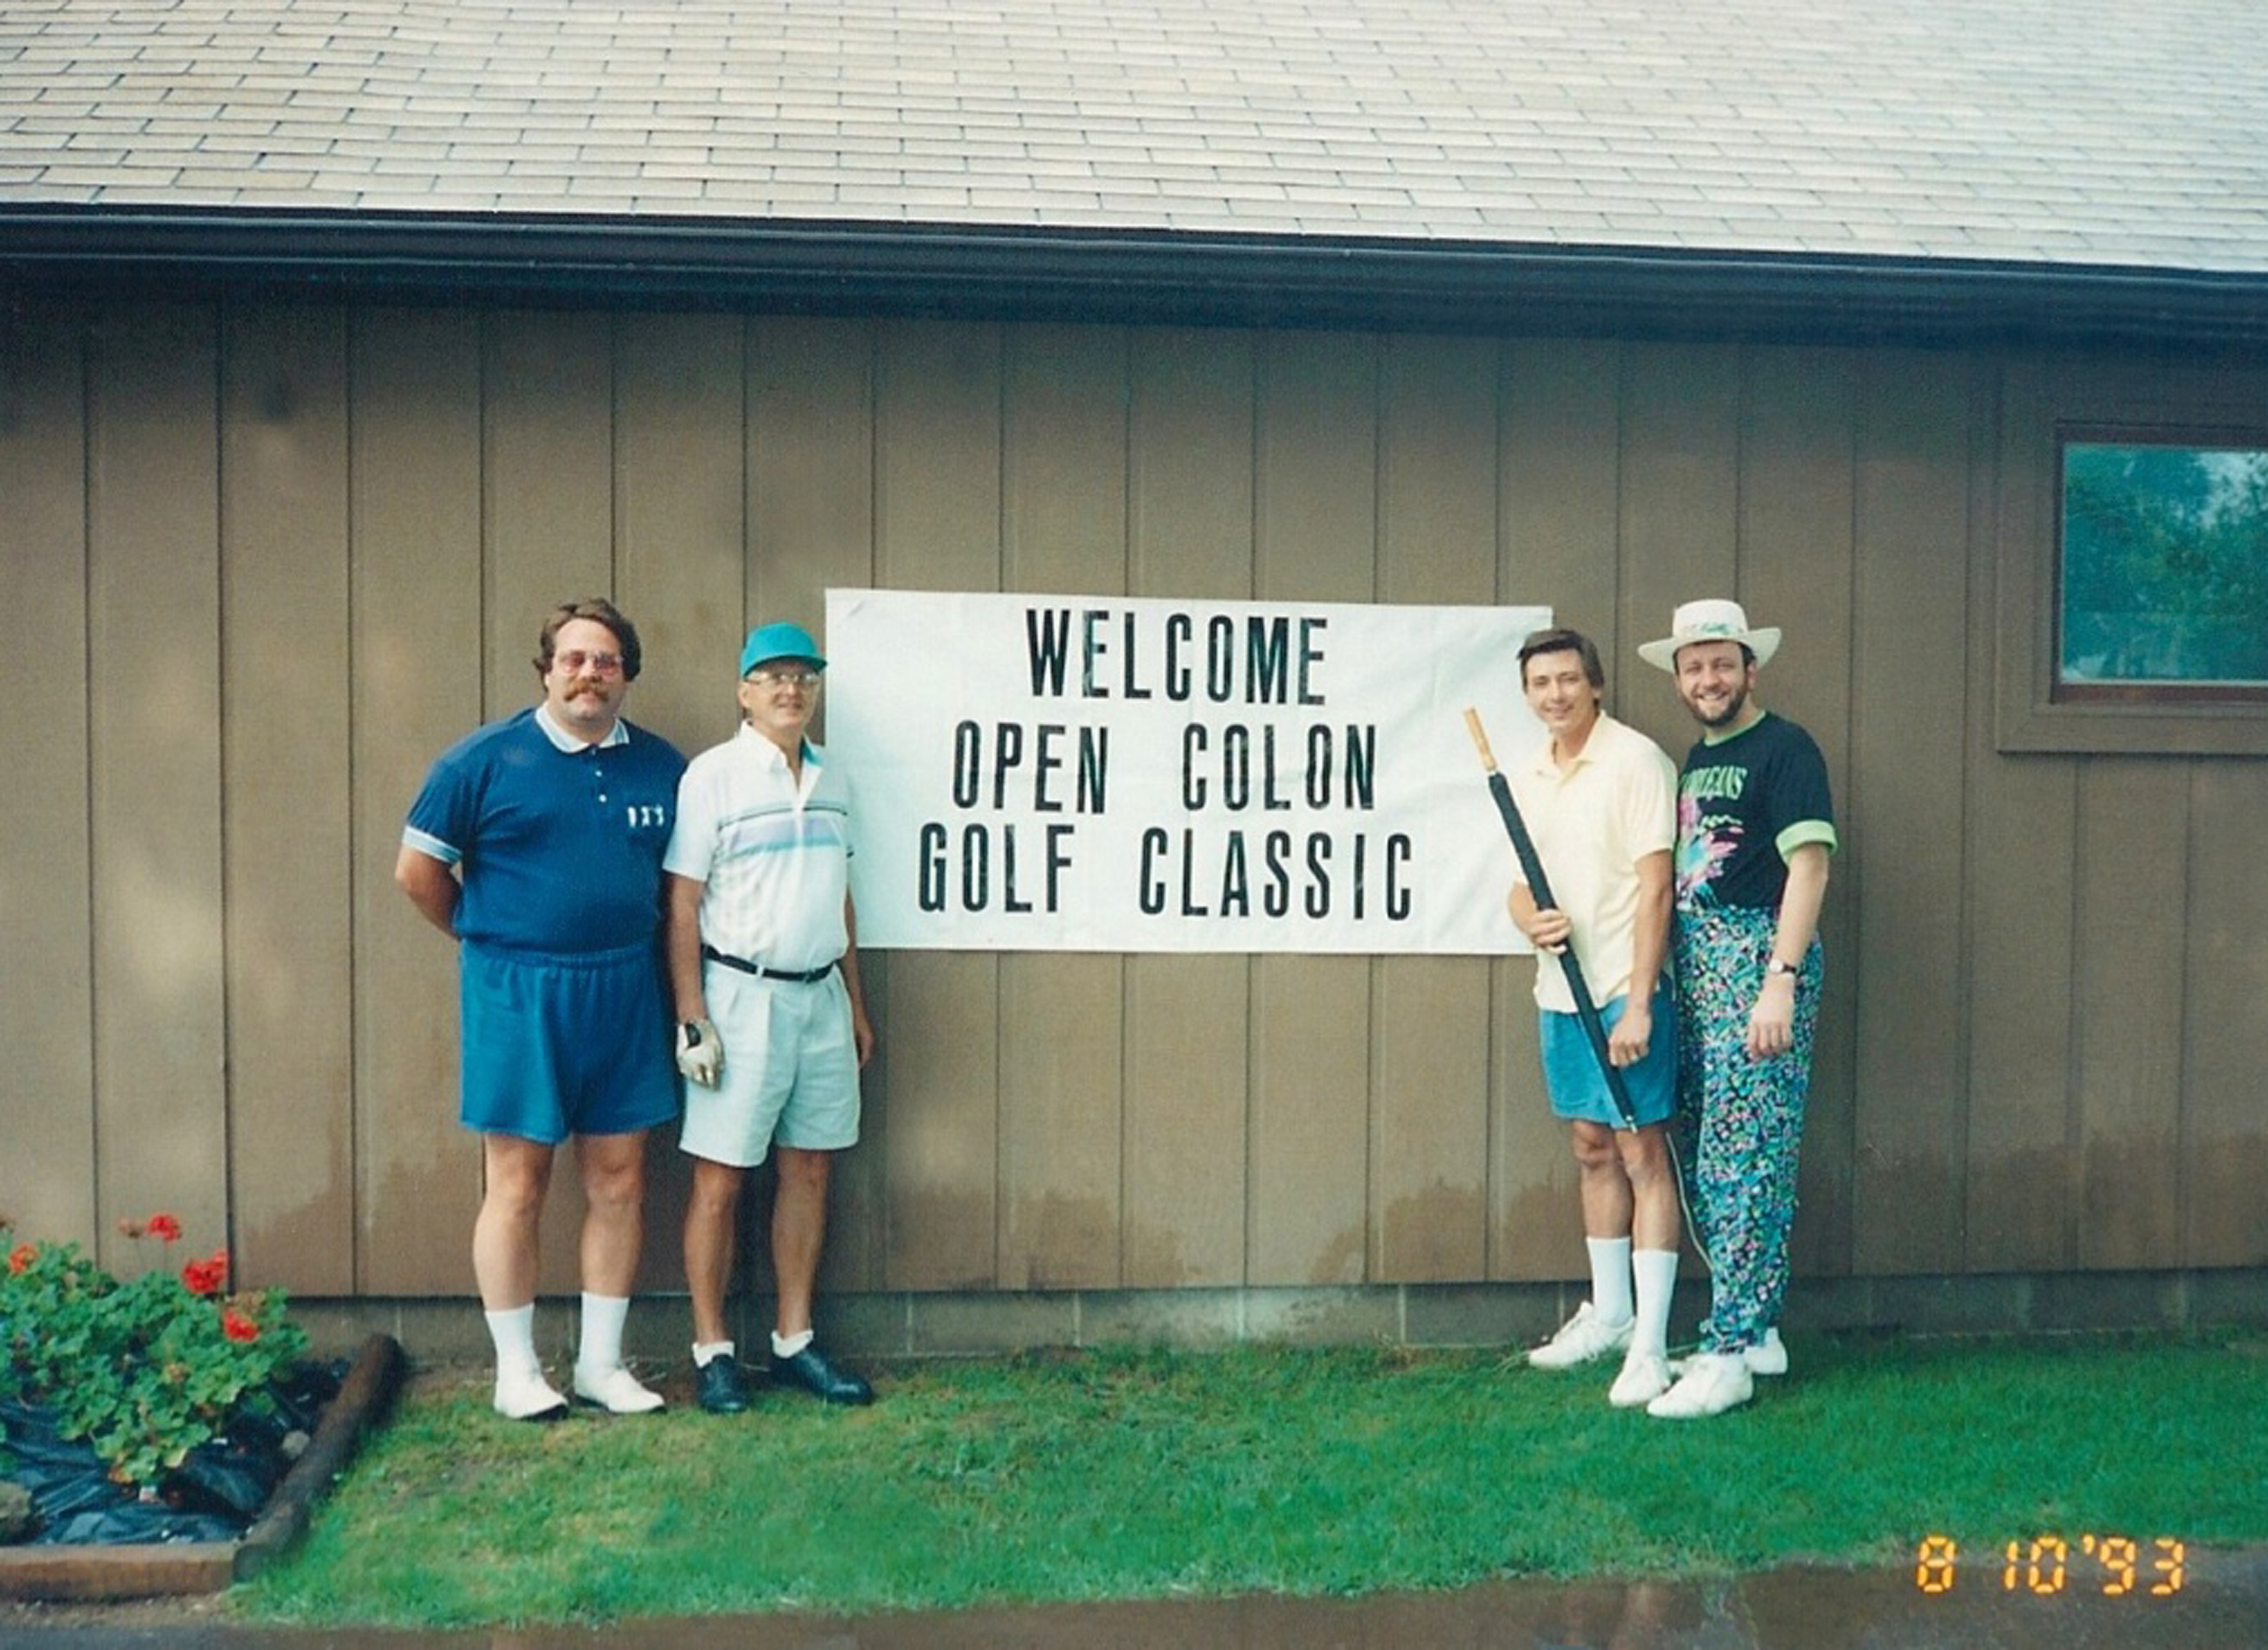 WELCOME
OPEN COLON
GOLF CLASSIC
8 10 '93